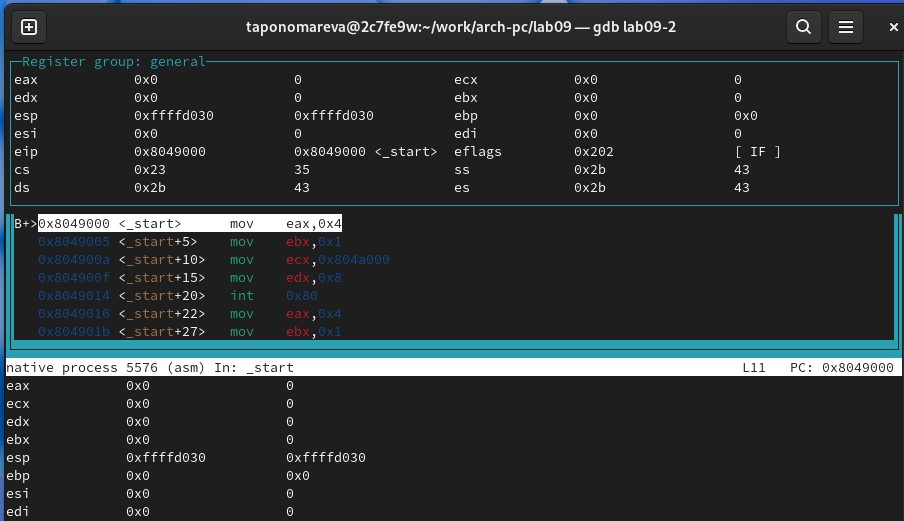 taponomareva@2c7fe9w:~/work/arch-pc/lab09 — gdb lab09-2
Register group: general
eax 0x0 0 ecx 0x0 0
edx 0x0 0 ebx 0x0 0
esp 0xffffd030 0xffffd030 ebp 0x0 0x0
esi 0x0 0 edi 0x0 0
eip 0x8049000 0x8049000 <_start> eflags 0x202 [ IF ]
cs 0x23 35 ss 0x2b 43
ds 0x2b 43 es 0x2b 43
B+>0x8049000 <_start> mov eax,0x4
0x8049005 <_start+5> mov ebx,0x1
0x804900a <_start+10> mov ecx,0x804a000
0x804900f <_start+15> mov edx,0x8
0x8049014 <_start+20> int 0x80
0x8049016 <_start+22> mov eax,0x4
0x804901b <_start+27> mov ebx,0x1
native process 5576 (asm) In: _start L11 PC: 0x8049000
eax 0x0 0
ecx 0x0 0
edx 0x0 0
ebx 0x0 0
esp 0xffffd030 0xffffd030
ebp 0x0 0x0
esi 0x0 0
edi 0x0 0